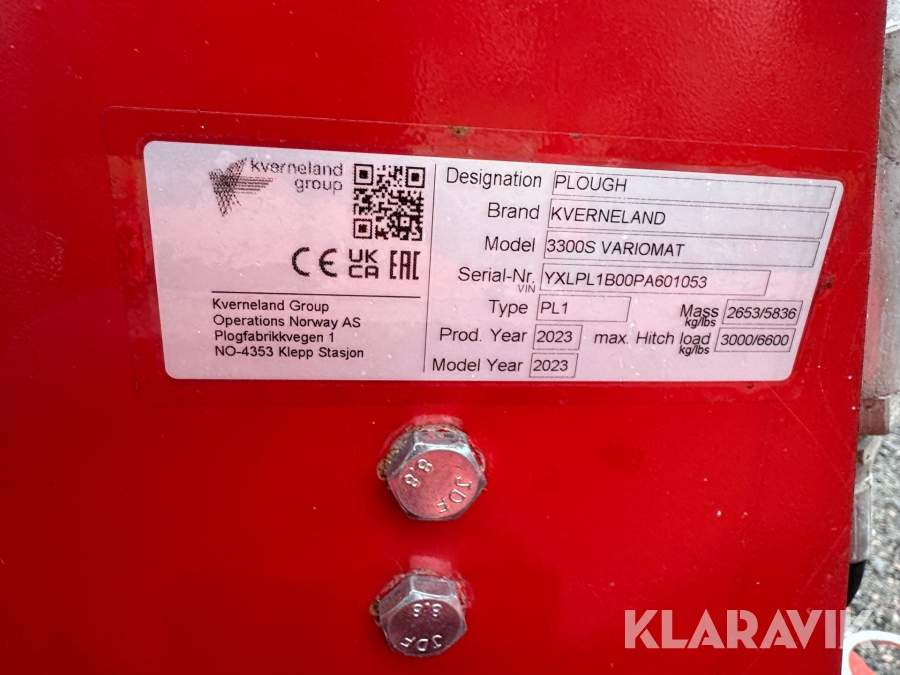 kverneland
group
CE UK CA EAC
Kverneland Group
Operations Norway AS
Plogfabrikkvegen 1
NO-4353 Klepp Stasjon
Designation PLOUGH
Brand KVERNELAND
Model 3300S VARIOMAT
Serial-Nr. VIN YXLPL1B00PA601053
Type PL1 Mass kg/lbs 2653/5836
Prod. Year 2023 max. Hitch load kg/lbs 3000/6600
Model Year 2023
8.8
JDF
8.8
JDF
KLARAVIK